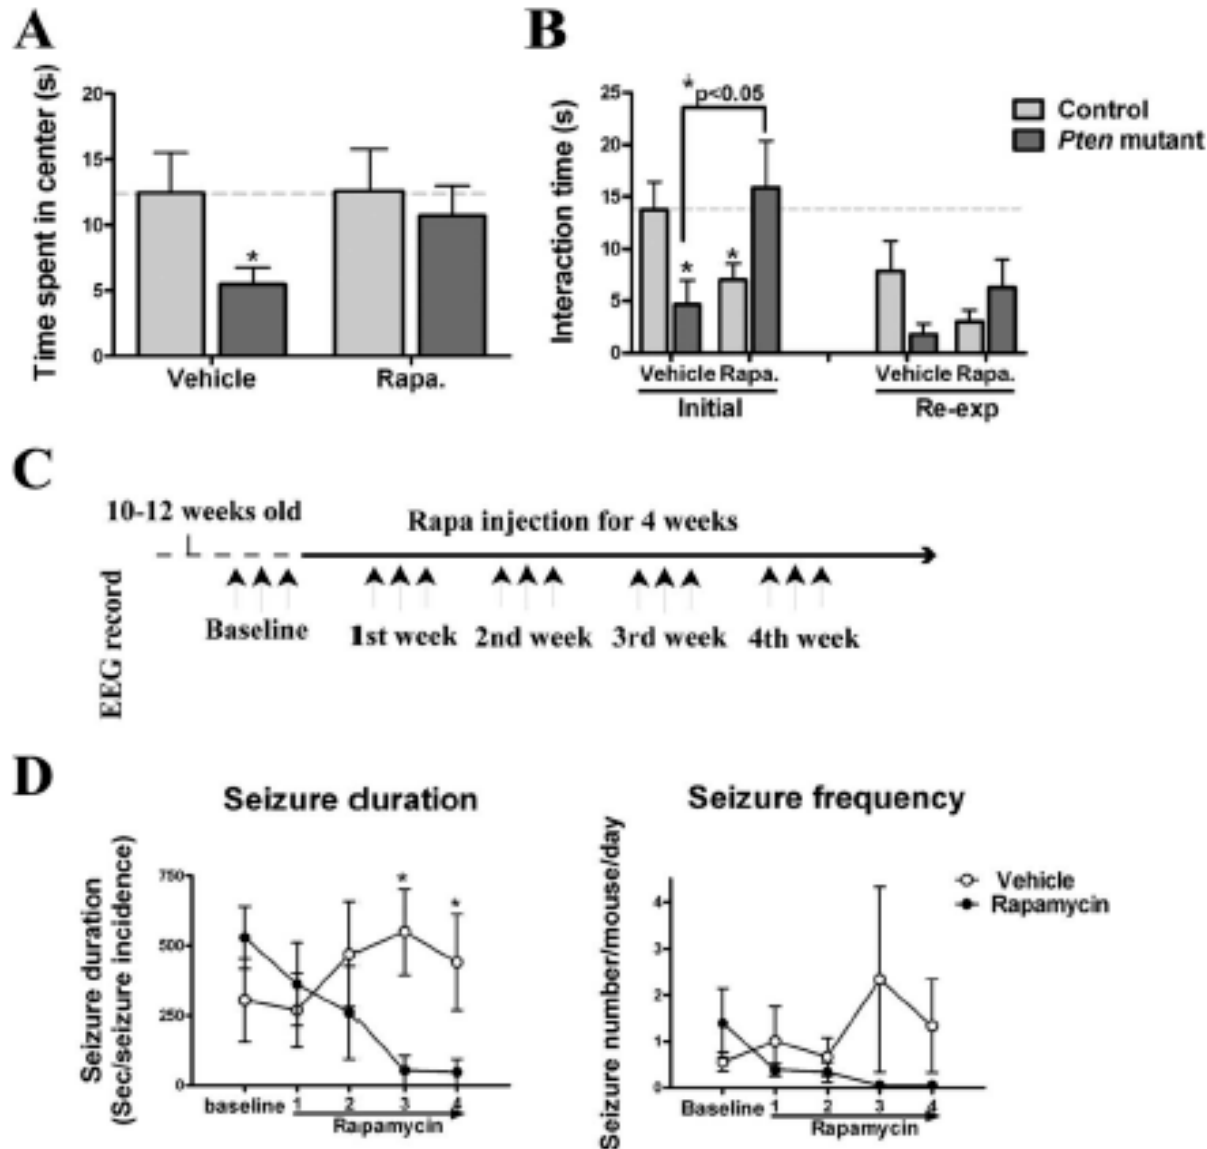 A
Time spent in center (s)
20
15
10
5
0
*
Vehicle
Rapa.
B
Interaction time (s)
25
20
15
10
5
0
*
p<0.05
*
*
Vehicle Rapa.
Vehicle Rapa.
Initial
Re-exp
Control
Pten mutant
C
10-12 weeks old
Rapa injection for 4 weeks
EEG record
Baseline
1st week
2nd week
3rd week
4th week
D
Seizure duration
Seizure duration
(Sec/seizure incidence)
750
500
250
0
*
*
baseline 1 2 3 4
Rapamycin
Seizure frequency
Seizure number/mouse/day
4
3
2
1
0
Baseline 1 2 3 4
Rapamycin
Vehicle
Rapamycin